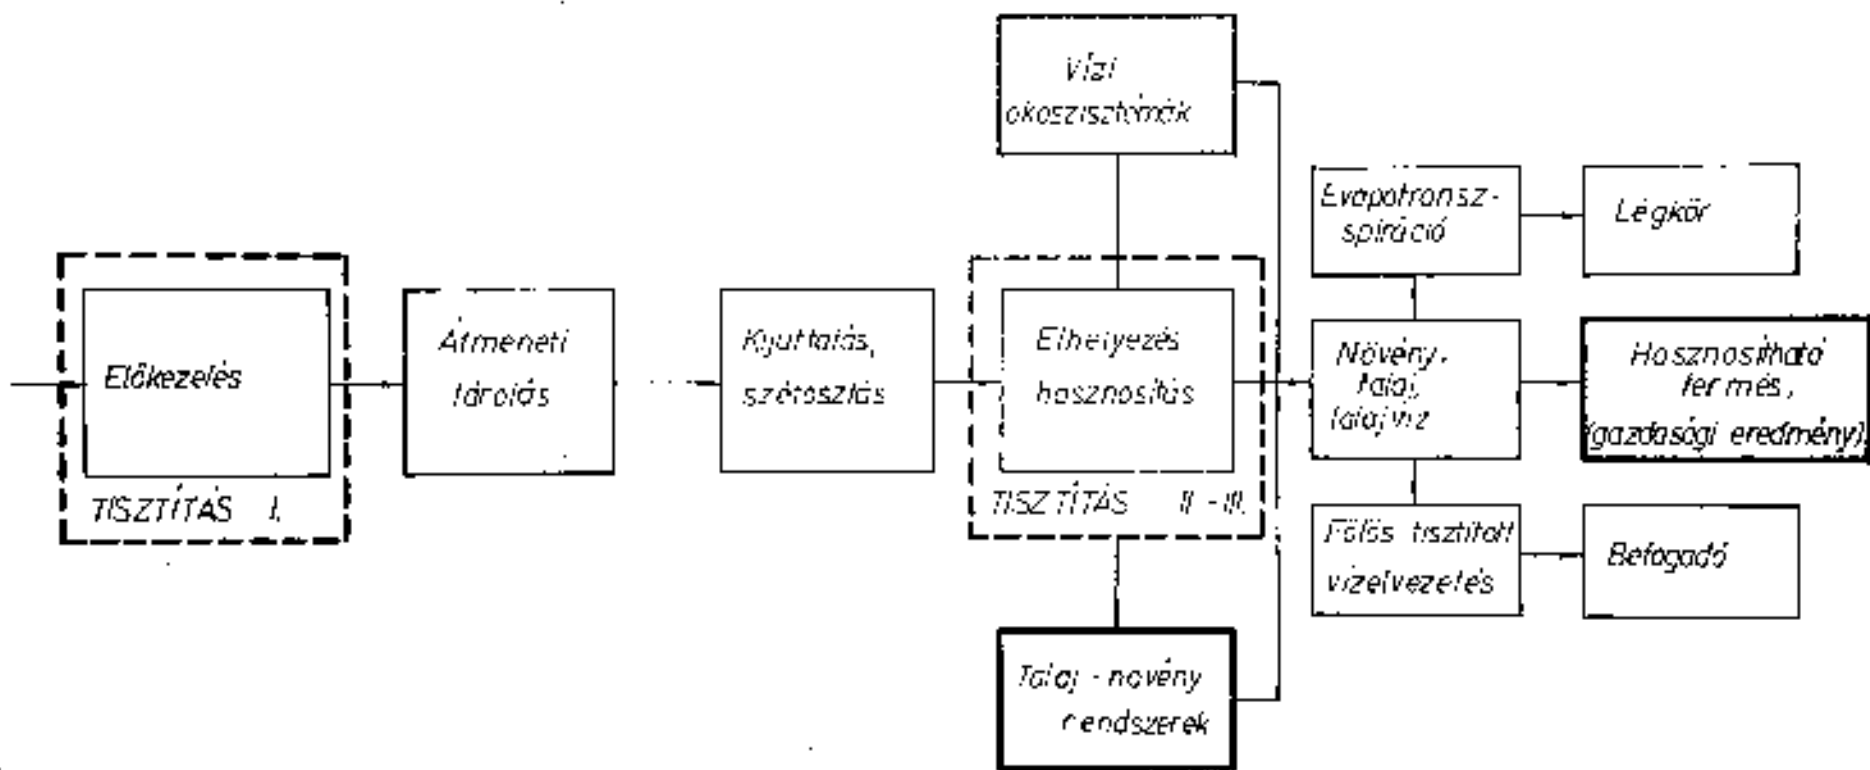 Előkezelés
TISZTÍTÁS I.
Átmeneti
tárolás
Kijuttatás,
szétosztás
Vízi
ökoszisztémák
Elhelyezés
hasznosítás
TISZTÍTÁS II-III.
Talaj-növény
rendszerek
Evapotransz-
spiráció
Légkör
Növény,
talaj,
talajvíz
Hasznosítható
termés,
(gazdasági eredmény)
Fölös tisztított
vízelvezetés
Befogadó